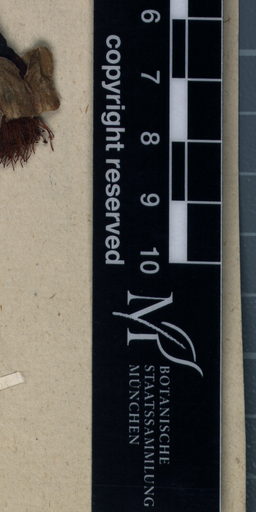 6 7 8 9 10
copyright reserved
M
BOTANISCHE
STAATSSAMMLUNG
MÜNCHEN